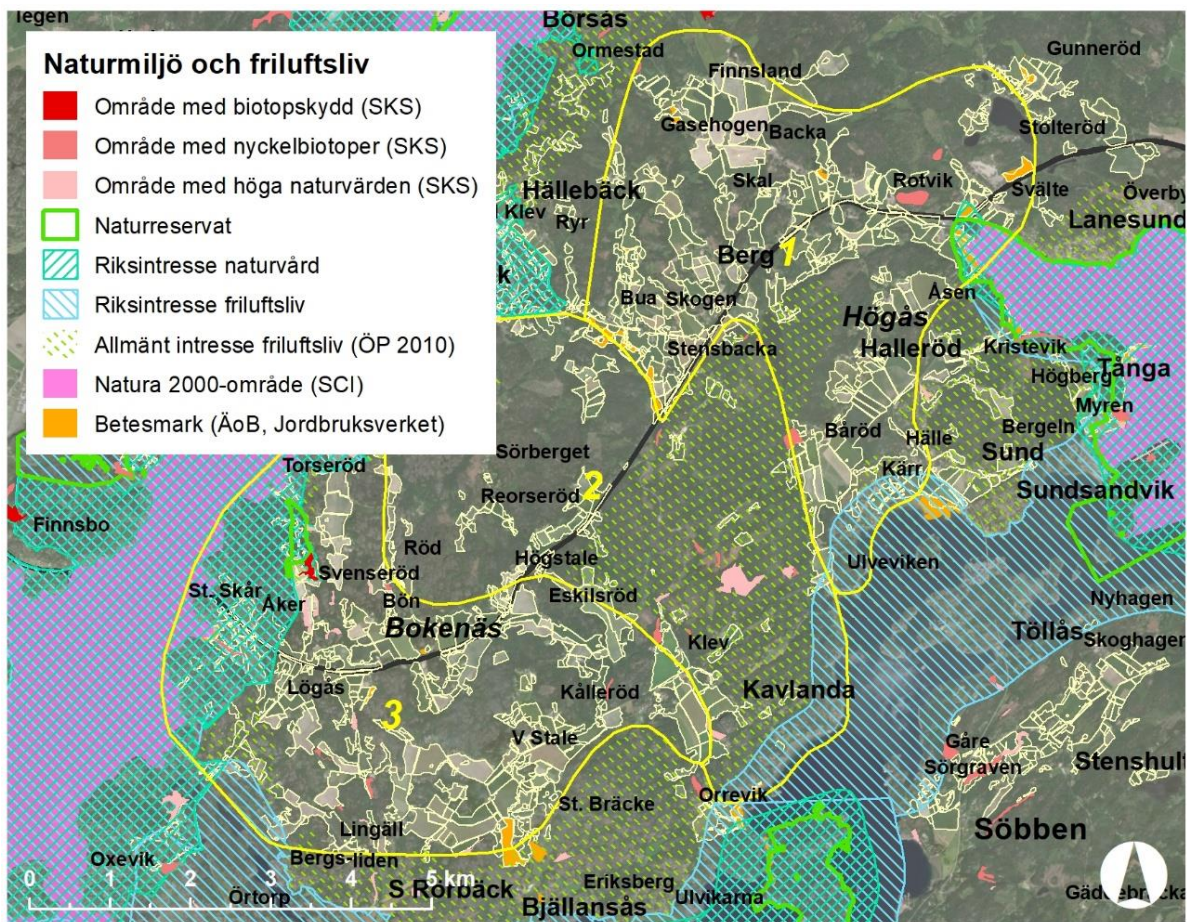 Tegen
Börsås
Ormestad
Gunneröd
Naturmiljö och friluftsliv
Område med biotopskydd (SKS)
Område med nyckelbiotoper (SKS)
Område med höga naturvärden (SKS)
Naturreservat
Riksintresse naturvård
Riksintresse friluftsliv
Allmänt intresse friluftsliv (ÖP 2010)
Natura 2000-område (SCI)
Betesmark (ÄoB, Jordbruksverket)
Finnsland
Gasehogen
Backa
Stolteröd
Hällebäck
Skal
Rotvik
Svälte
Överby
Klev
Ryr
Lanesund
Berg
1
k
Bua
Skogen
Åsen
Högås
Stensbacka
Halleröd
Kristevik
Tånga
Högberg
Myren
Bergeln
Båröd
Hälle
Sund
Sörberget
Torseröd
Kärr
Reorseröd
2
Sundsandvik
Finnsbo
Röd
Högstale
Ulveviken
Svenseröd
St. Skår
Åker
Bön
Eskilsröd
Nyhagen
Bokenäs
Klev
Töllås
Skoghagen
Lögås
Kålleröd
Kavlanda
3
V Stale
Gåre
Sörgraven
Stenshult
Orrevik
St. Bräcke
Lingäll
Söbben
Oxevik
Bergs-liden
0 1 2 3 4 5 km
Örtorp
S Rörbäck
Eriksberg
Ulvikarna
Bjällansås